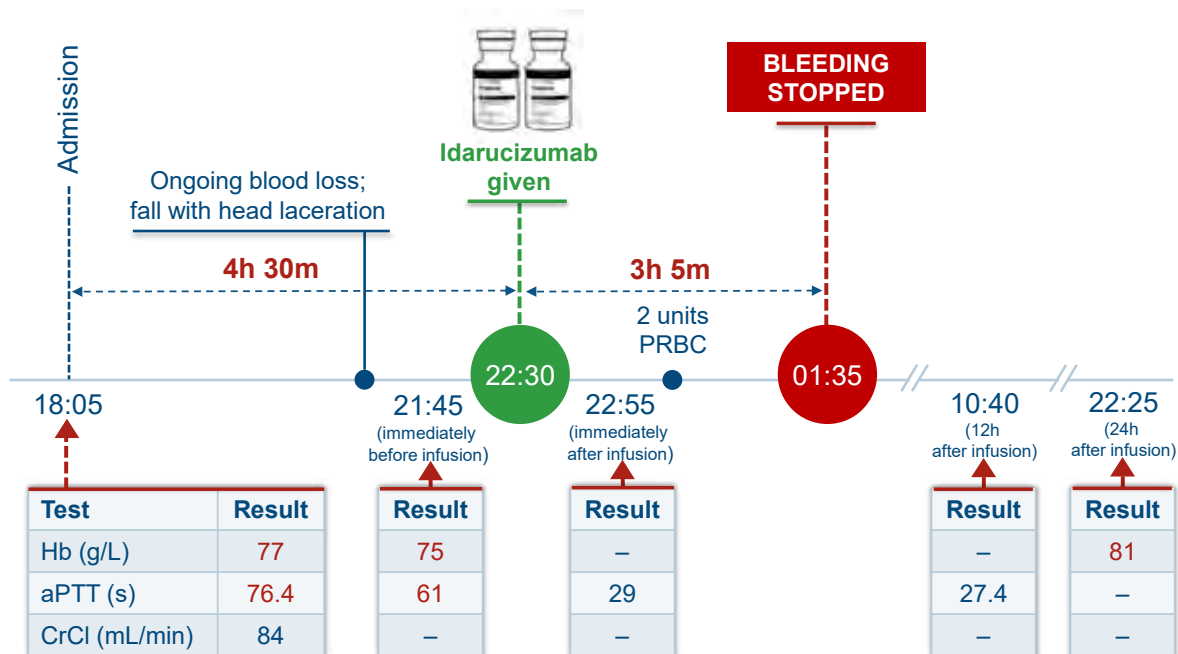 Admission
Ongoing blood loss;
fall with head laceration
Idarucizumab
given
BLEEDING
STOPPED
4h 30m
3h 5m
2 units
PRBC
22:30
01:35
18:05
21:45
(immediately
before infusion)
22:55
(immediately
after infusion)
10:40
(12h
after infusion)
22:25
(24h
after infusion)
Test Result Result Result Result Result
Hb (g/L) 77 75 – – 81
aPTT (s) 76.4 61 29 27.4 –
CrCl (mL/min) 84 – – – –